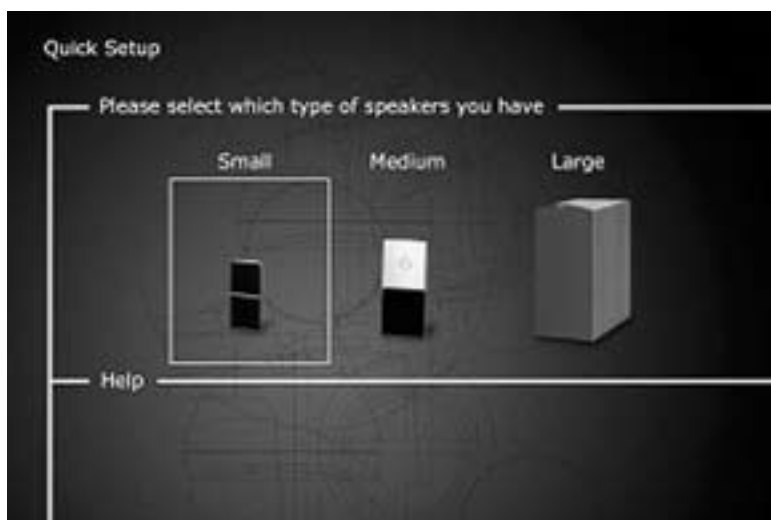 Quick Setup
Please select which type of speakers you have
Small Medium Large
Help